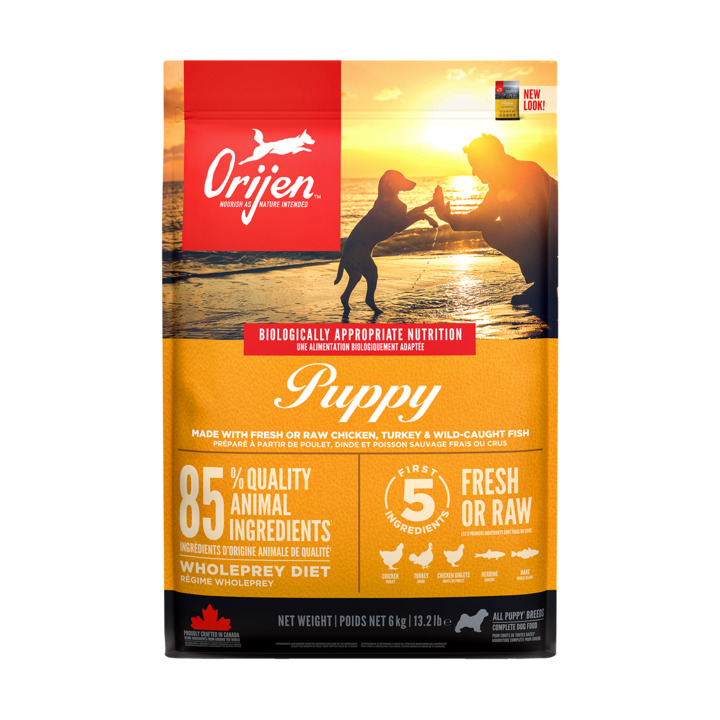 NEW
LOOK!
Orijen™
NOURISH AS NATURE INTENDED
BIOLOGICALLY APPROPRIATE NUTRITION
UNE ALIMENTATION BIOLOGIQUEMENT ADAPTÉE
Puppy
MADE WITH FRESH OR RAW CHICKEN, TURKEY & WILD-CAUGHT FISH
PRÉPARÉ À PARTIR DE POULET, DINDE ET POISSON SAUVAGE FRAIS OU CRUS
85% QUALITY
ANIMAL
INGREDIENTS
INGRÉDIENTS D'ORIGINE ANIMALE DE QUALITÉ
WHOLEPREY DIET
RÉGIME WHOLEPREY
FIRST
5
INGREDIENTS
FRESH
OR RAW
CHICKEN
TURKEY
CHICKEN GIBLETS
HERRING
HAKE
PROUDLY CRAFTED IN CANADA
NET WEIGHT | POIDS NET 6 kg | 13.2 lb ℮
ALL PUPPY BREEDS
COMPLETE DOG FOOD